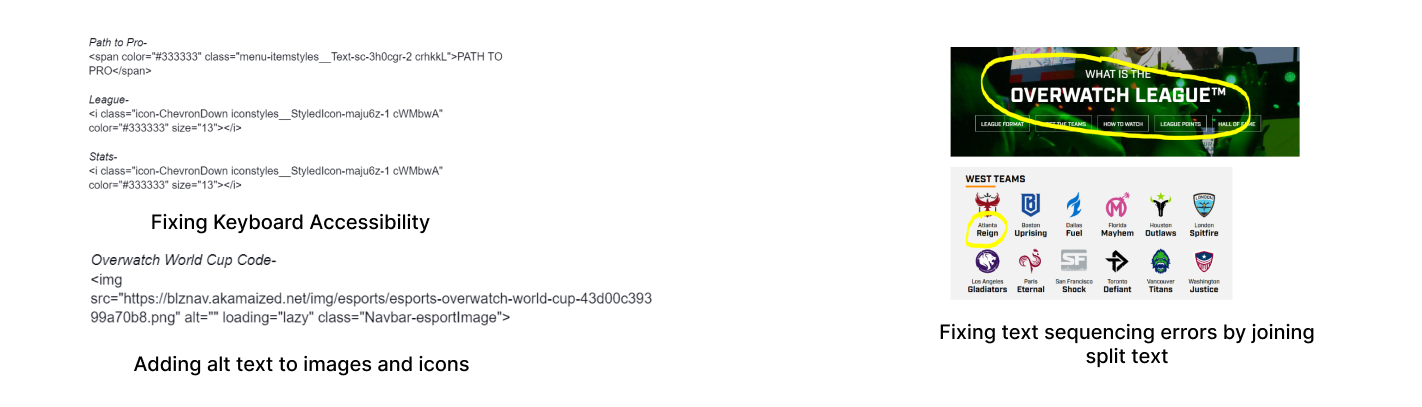 Path to Pro-
<span color="#333333" class="menu-itemstyles__Text-sc-3h0cgr-2 crhkkL">PATH TO
PRO</span>
League-
<i class="icon-ChevronDown iconstyles__StyledIcon-maju6z-1 cWMbwA"
color="#333333" size="13"></i>
Stats-
<i class="icon-ChevronDown iconstyles__StyledIcon-maju6z-1 cWMbwA"
color="#333333" size="13"></i>
Fixing Keyboard Accessibility
Overwatch World Cup Code-
<img
src="https://blznav.akamaized.net/img/esports/esports-overwatch-world-cup-43d00c393
99a70b8.png" alt="" loading="lazy" class="Navbar-esportImage">
Adding alt text to images and icons
WHAT IS THE
OVERWATCH LEAGUE™
LEAGUE FORMAT MEET THE TEAMS HOW TO WATCH LEAGUE POINTS HALL OF FAME
WEST TEAMS
Atlanta Boston Dallas Florida Houston London
Reign Uprising Fuel Mayhem Outlaws Spitfire
SF
Los Angeles Paris San Francisco Toronto Vancouver Washington
Gladiators Eternal Shock Defiant Titans Justice
Fixing text sequencing errors by joining
split text